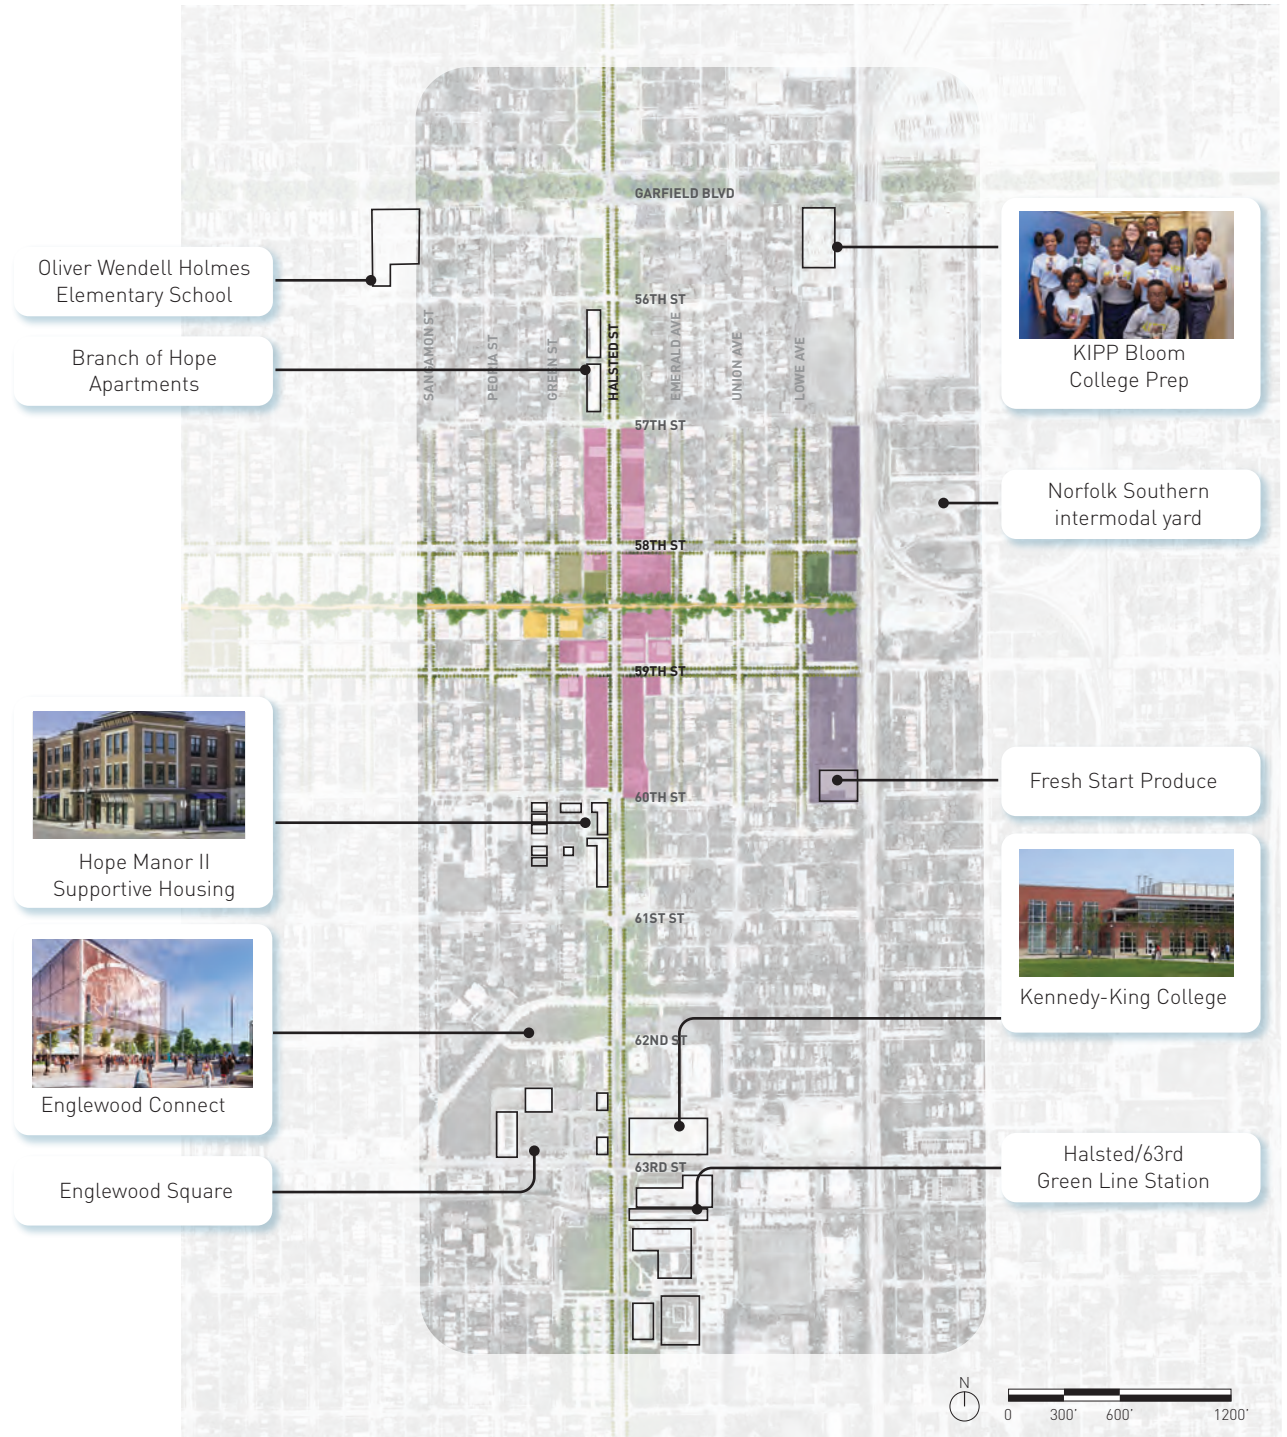 GARFIELD BLVD
Oliver Wendell Holmes
Elementary School
56TH ST
Branch of Hope
Apartments
SANGAMON ST
PEORIA ST
GREEN ST
HALSTED ST
EMERALD AVE
UNION AVE
LOWE AVE
KIPP Bloom
College Prep
57TH ST
Norfolk Southern
intermodal yard
58TH ST
59TH ST
Fresh Start Produce
60TH ST
Hope Manor II
Supportive Housing
61ST ST
Kennedy-King College
62ND ST
Englewood Connect
63RD ST
Halsted/63rd
Green Line Station
Englewood Square
N
0 300' 600' 1200'